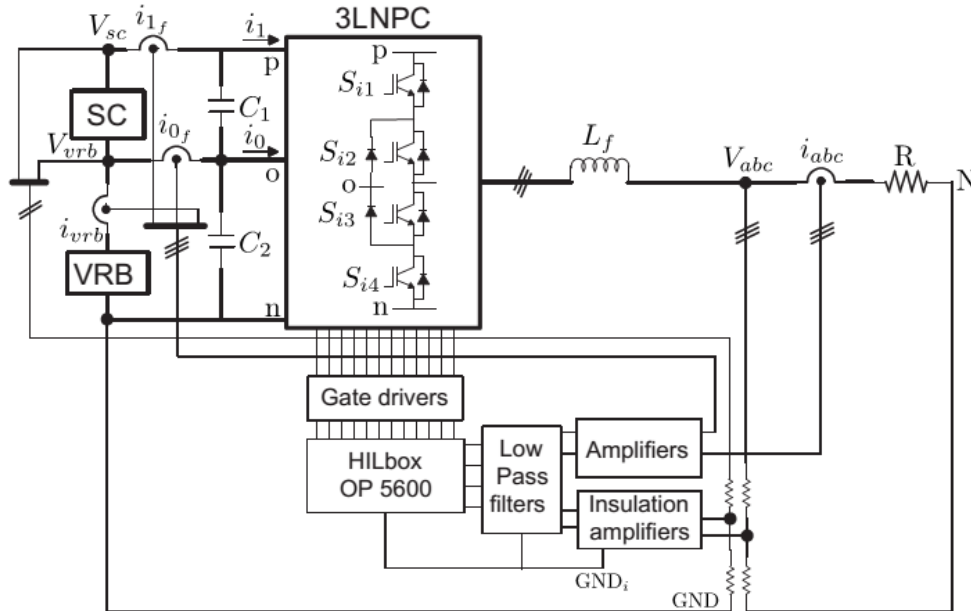 3LNPC
V_sc
i_1f
i_1
p
p
S_i1
SC
C_1
V_vrb
i_0f
i_0
o
S_i2
o
S_i3
L_f
V_abc
i_abc
R
N
i_vrb
C_2
VRB
S_i4
n
n
Gate drivers
HILbox
OP 5600
Low
Pass
filters
Amplifiers
Insulation
amplifiers
GND_i
GND